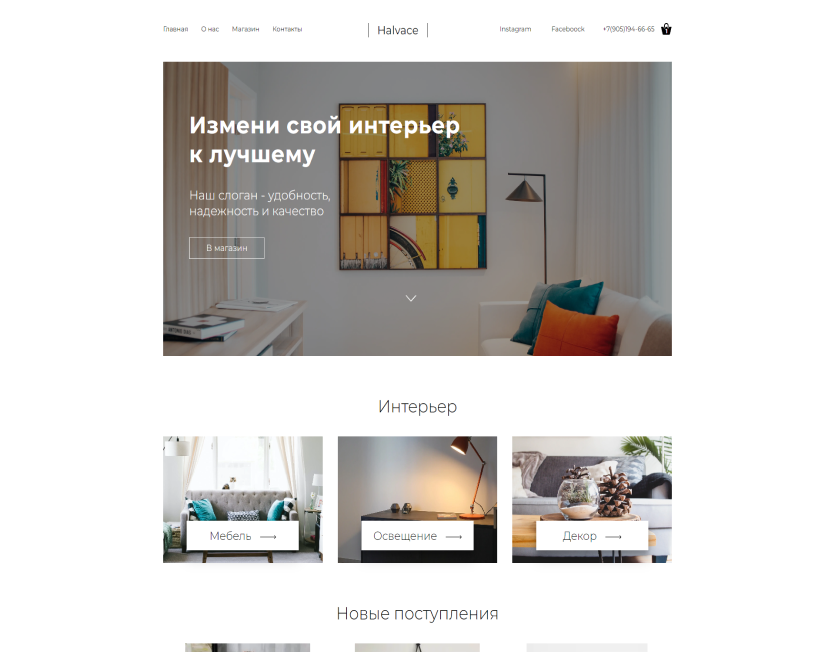 Главная О нас Магазин Контакты Halvace Instagram Faceboock +7(905)194-66-65
Измени свой интерьер
к лучшему
Наш слоган - удобность,
надежность и качество
В магазин
Интерьер
Мебель
Освещение
Декор
Новые поступления